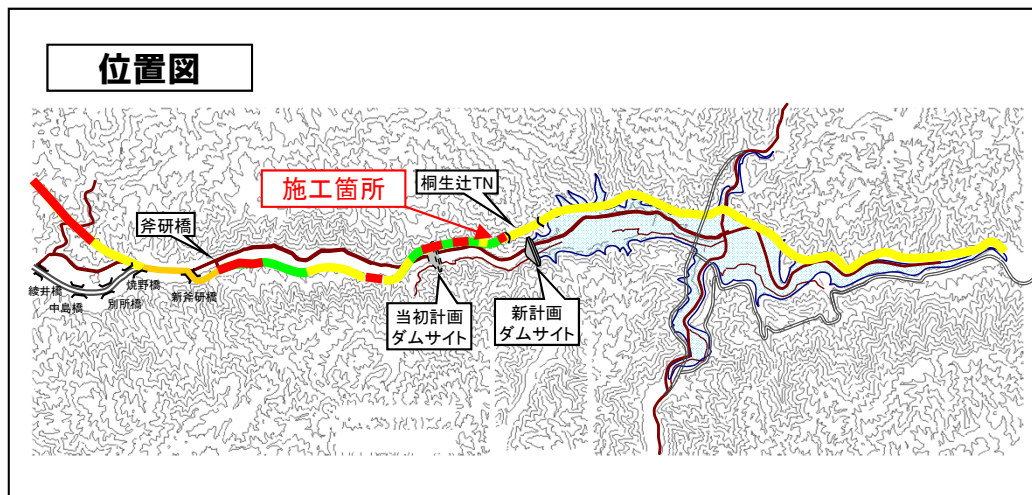 位置図
桐生辻TN
施工箇所
斧研橋
綾井橋
中島橋
別所橋
焼野橋
新斧研橋
当初計画
ダムサイト
新計画
ダムサイト